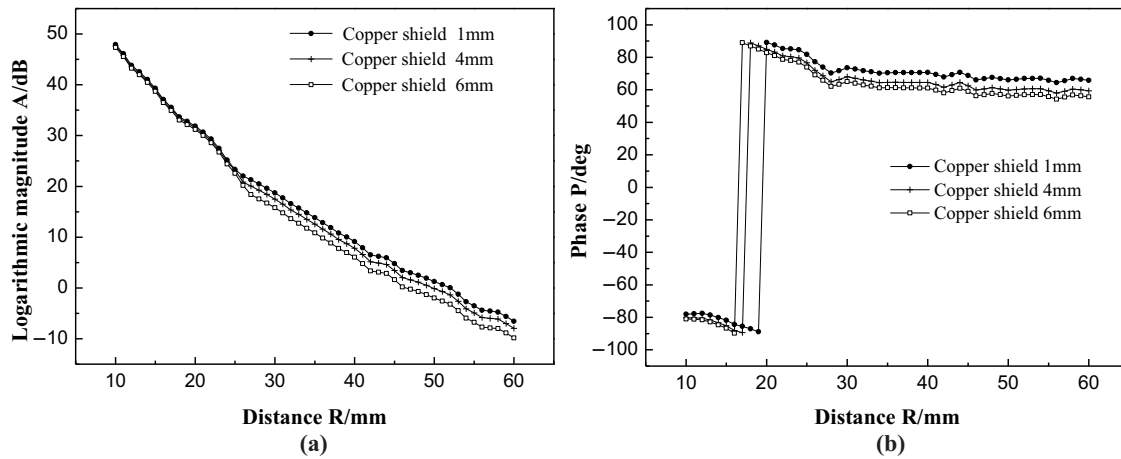 50
40
30
20
10
0
−10
Logarithmic magnitude A/dB
Copper shield 1mm
Copper shield 4mm
Copper shield 6mm
10 20 30 40 50 60
Distance R/mm
(a)
100
80
60
40
20
0
−20
−40
−60
−80
−100
Phase P/deg
Copper shield 1mm
Copper shield 4mm
Copper shield 6mm
10 20 30 40 50 60
Distance R/mm
(b)